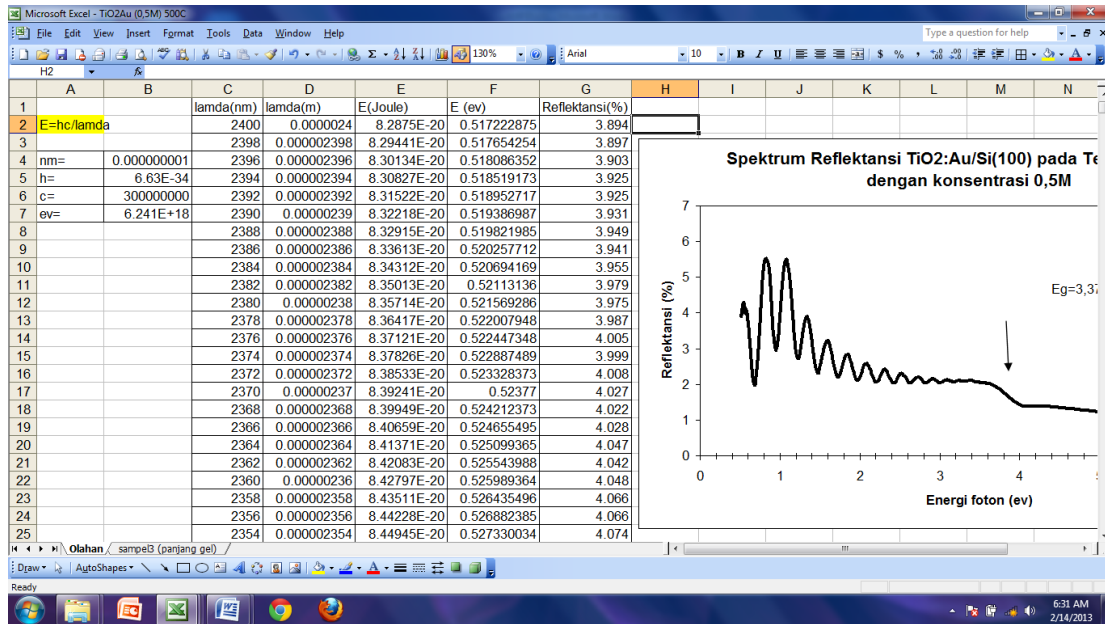 Microsoft Excel - TiO2Au (0,5M) 500C
File Edit View Insert Format Tools Data Window Help
Type a question for help
130%
Arial
10
H2
fx
A B C D E F G H I J K L M N
1 lamda(nm) lamda(m) E(Joule) E (ev) Reflektansi(%)
2 E=hc/lamda 2400 0.0000024 8.2875E-20 0.517222875 3.894
3 2398 0.000002398 8.29441E-20 0.517654254 3.897
4 nm= 0.000000001 2396 0.000002396 8.30134E-20 0.518086352 3.903
5 h= 6.63E-34 2394 0.000002394 8.30827E-20 0.518519173 3.925
6 c= 300000000 2392 0.000002392 8.31522E-20 0.518952717 3.925
7 ev= 6.241E+18 2390 0.00000239 8.32218E-20 0.519386987 3.931
8 2388 0.000002388 8.32915E-20 0.519821985 3.949
9 2386 0.000002386 8.33613E-20 0.520257712 3.941
10 2384 0.000002384 8.34312E-20 0.520694169 3.955
11 2382 0.000002382 8.35013E-20 0.52113136 3.979
12 2380 0.00000238 8.35714E-20 0.521569286 3.975
13 2378 0.000002378 8.36417E-20 0.522007948 3.987
14 2376 0.000002376 8.37121E-20 0.522447348 4.005
15 2374 0.000002374 8.37826E-20 0.522887489 3.999
16 2372 0.000002372 8.38533E-20 0.523328373 4.008
17 2370 0.00000237 8.39241E-20 0.52377 4.027
18 2368 0.000002368 8.39949E-20 0.524212373 4.022
19 2366 0.000002366 8.40659E-20 0.524655495 4.028
20 2364 0.000002364 8.41371E-20 0.525099365 4.047
21 2362 0.000002362 8.42083E-20 0.525543988 4.042
22 2360 0.00000236 8.42797E-20 0.525989364 4.048
23 2358 0.000002358 8.43511E-20 0.526435496 4.066
24 2356 0.000002356 8.44228E-20 0.526882385 4.066
25 2354 0.000002354 8.44945E-20 0.527330034 4.074
Spektrum Reflektansi TiO2:Au/Si(100) pada Te
dengan konsentrasi 0,5M
Reflektansi (%)
7
6
5
4
3
2
1
0
Eg=3,37
0 1 2 3 4
Energi foton (ev)
Olahan sampel3 (panjang gel)
Draw AutoShapes
Ready
6:31 AM
2/14/2013